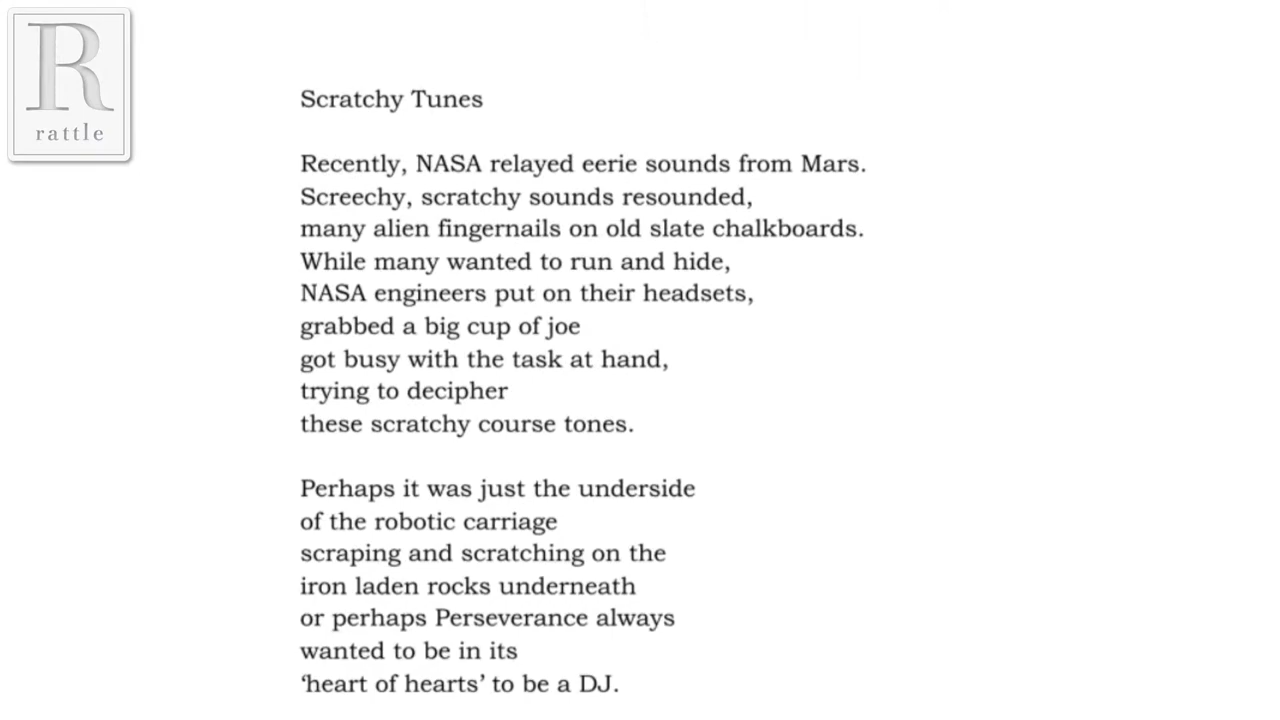 R
rattle
Scratchy Tunes
Recently, NASA relayed eerie sounds from Mars.
Screechy, scratchy sounds resounded,
many alien fingernails on old slate chalkboards.
While many wanted to run and hide,
NASA engineers put on their headsets,
grabbed a big cup of joe
got busy with the task at hand,
trying to decipher
these scratchy course tones.
Perhaps it was just the underside
of the robotic carriage
scraping and scratching on the
iron laden rocks underneath
or perhaps Perseverance always
wanted to be in its
‘heart of hearts’ to be a DJ.